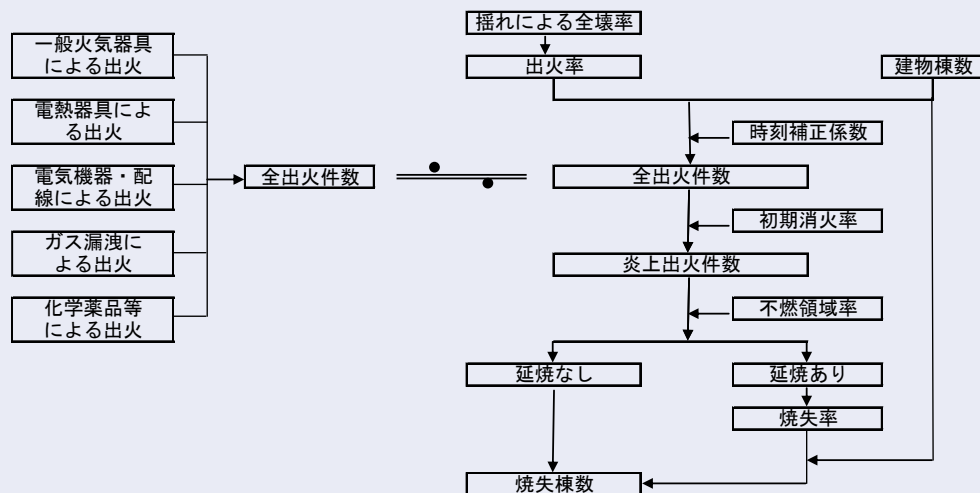 一般火気器具
による出火
電熱器具によ
る出火
電気機器・配
線による出火
ガス漏洩に
よる出火
化学薬品等
による出火
全出火件数
揺れによる全壊率
出火率
建物棟数
時刻補正係数
全出火件数
初期消火率
炎上出火件数
不燃領域率
延焼なし
延焼あり
焼失率
焼失棟数